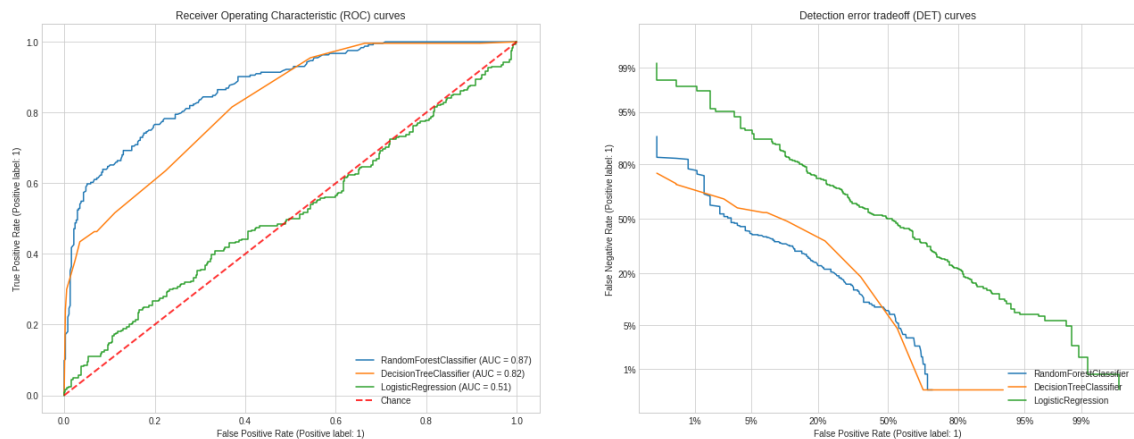 Receiver Operating Characteristic (ROC) curves
1.0
0.8
0.6
0.4
0.2
0.0
True Positive Rate (Positive label: 1)
RandomForestClassifier (AUC = 0.87)
DecisionTreeClassifier (AUC = 0.82)
LogisticRegression (AUC = 0.51)
Chance
0.0 0.2 0.4 0.6 0.8 1.0
False Positive Rate (Positive label: 1)
Detection error tradeoff (DET) curves
99%
95%
80%
50%
20%
5%
1%
False Negative Rate (Positive label: 1)
RandomForestClassifier
DecisionTreeClassifier
LogisticRegression
1% 5% 20% 50% 80% 95% 99%
False Positive Rate (Positive label: 1)